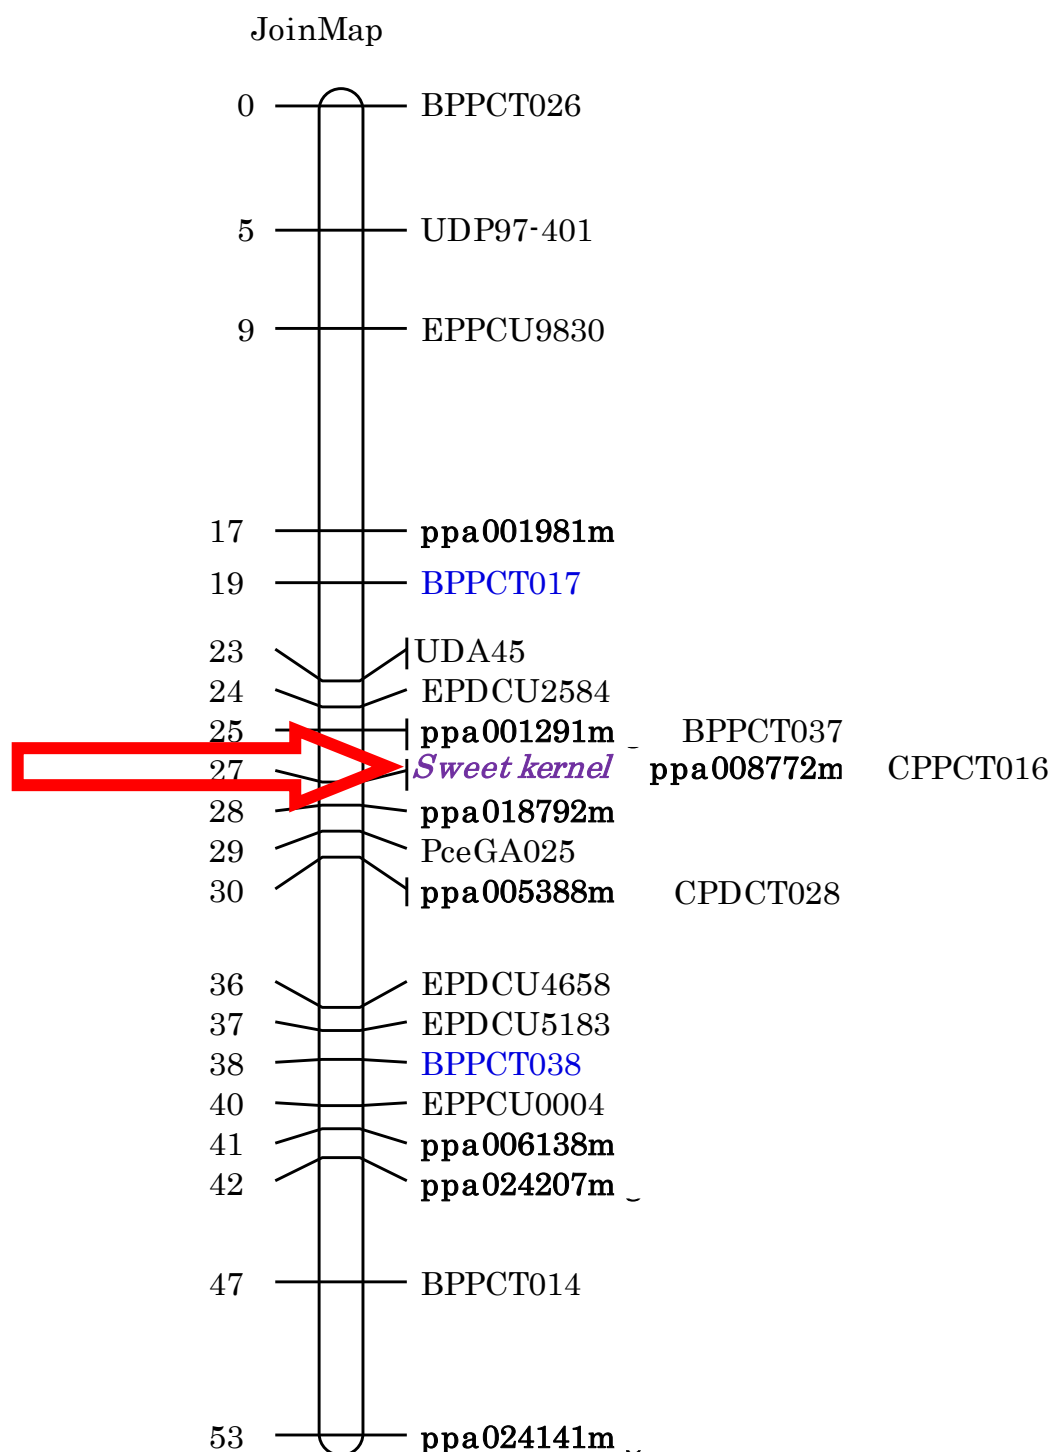 JoinMap
0 BPPCT026
5 UDP97-401
9 EPPCU9830
17 ppa001981m
19 BPPCT017
23 UDA45
24 EPDCU2584
25 ppa001291m BPPCT037
27 Sweet kernel ppa008772m CPPCT016
28 ppa018792m
29 PceGA025
30 ppa005388m CPDCT028
36 EPDCU4658
37 EPDCU5183
38 BPPCT038
40 EPPCU0004
41 ppa006138m
42 ppa024207m
47 BPPCT014
53 ppa024141m